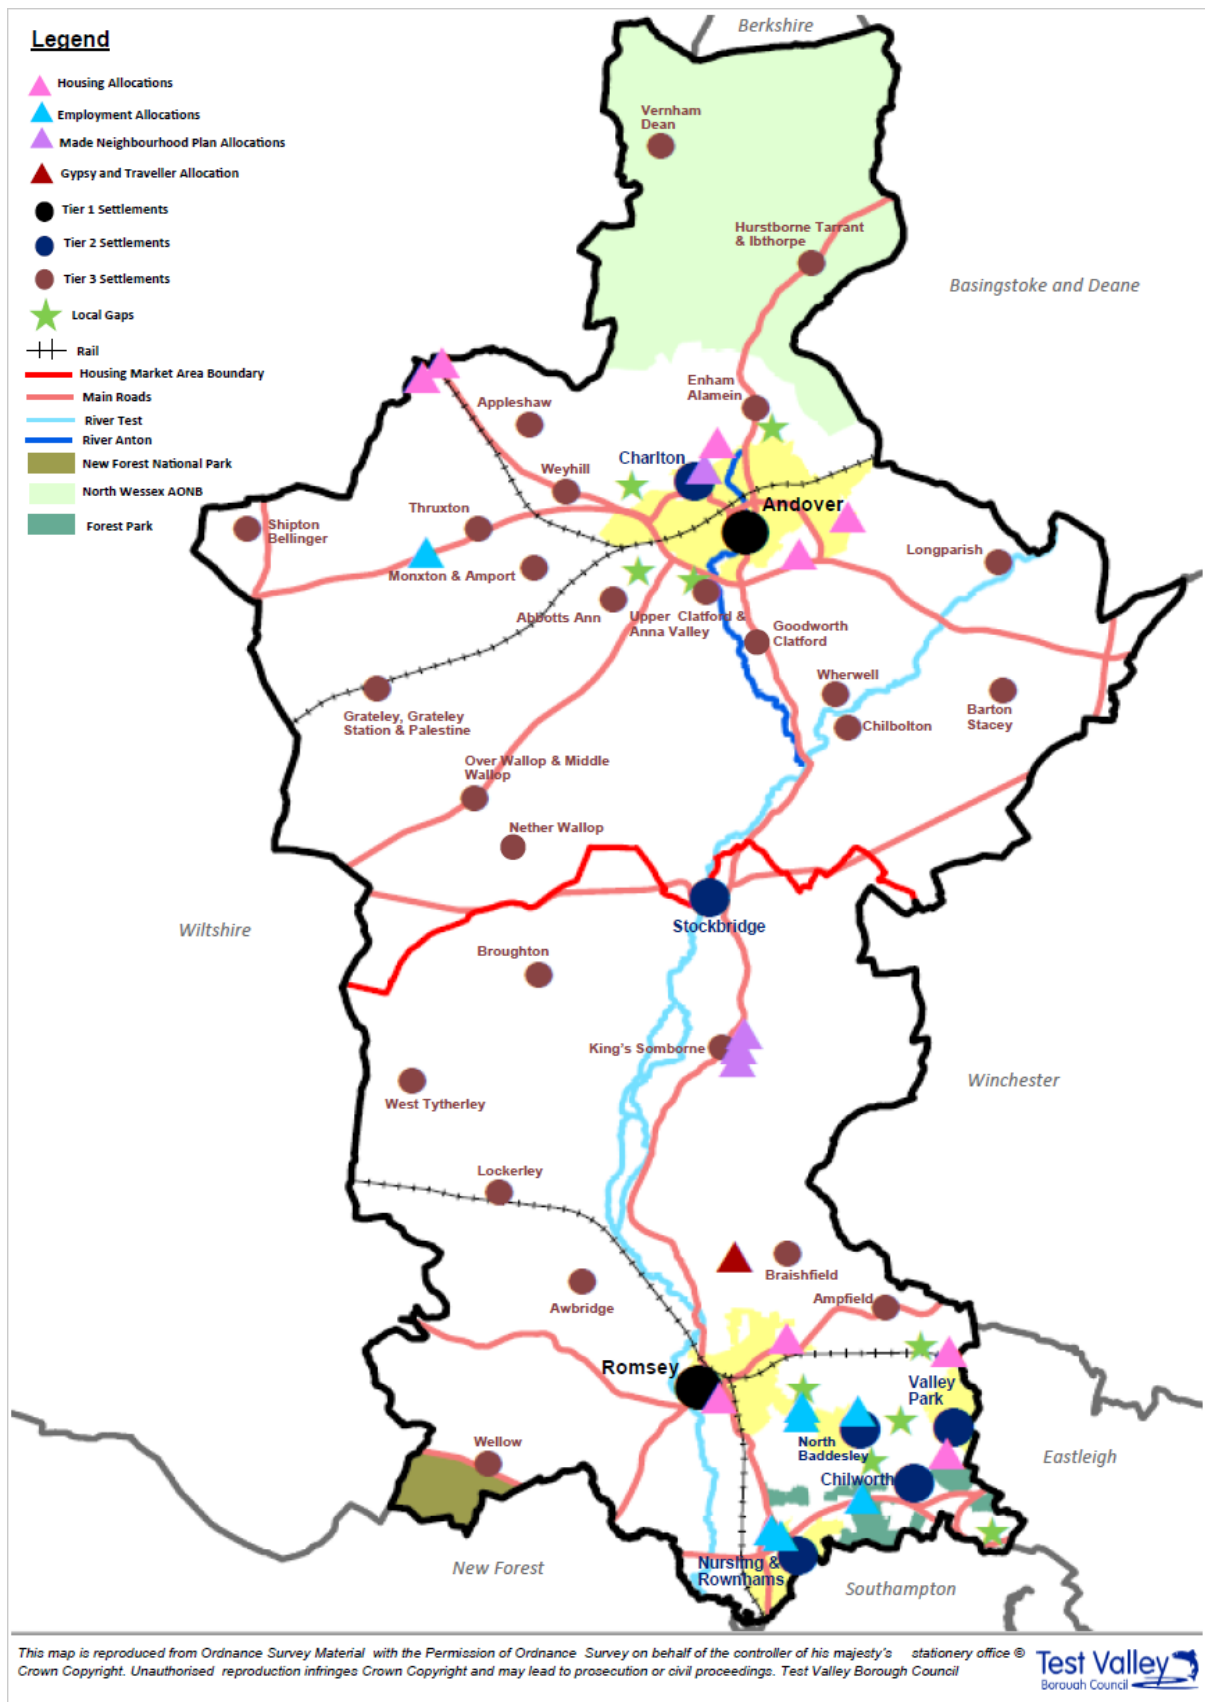 Legend
Housing Allocations
Employment Allocations
Made Neighbourhood Plan Allocations
Gypsy and Traveller Allocation
Tier 1 Settlements
Tier 2 Settlements
Tier 3 Settlements
Local Gaps
Rail
Housing Market Area Boundary
Main Roads
River Test
River Anton
New Forest National Park
North Wessex AONB
Forest Park
Berkshire
Vernham
Dean
Hurstborne Tarrant
& Ibthorpe
Basingstoke and Deane
Enham
Alamein
Appleshaw
Charlton
Weyhill
Andover
Thruxton
Shipton
Bellinger
Longparish
Monxton & Amport
Abbotts Ann
Upper Clatford &
Anna Valley
Goodworth
Clatford
Wherwell
Chilbolton
Barton
Stacey
Grateley, Grateley
Station & Palestine
Over Wallop & Middle
Wallop
Nether Wallop
Stockbridge
Wiltshire
Broughton
King's Somborne
Winchester
West Tytherley
Lockerley
Braishfield
Awbridge
Ampfield
Romsey
Valley
Park
North
Baddesley
Wellow
Chilworth
Eastleigh
New Forest
Nursling &
Rownhams
Southampton
This map is reproduced from Ordnance Survey Material with the Permission of Ordnance Survey on behalf of the controller of his majesty's stationery office ©
Crown Copyright. Unauthorised reproduction infringes Crown Copyright and may lead to prosecution or civil proceedings. Test Valley Borough Council
Test Valley
Borough Council